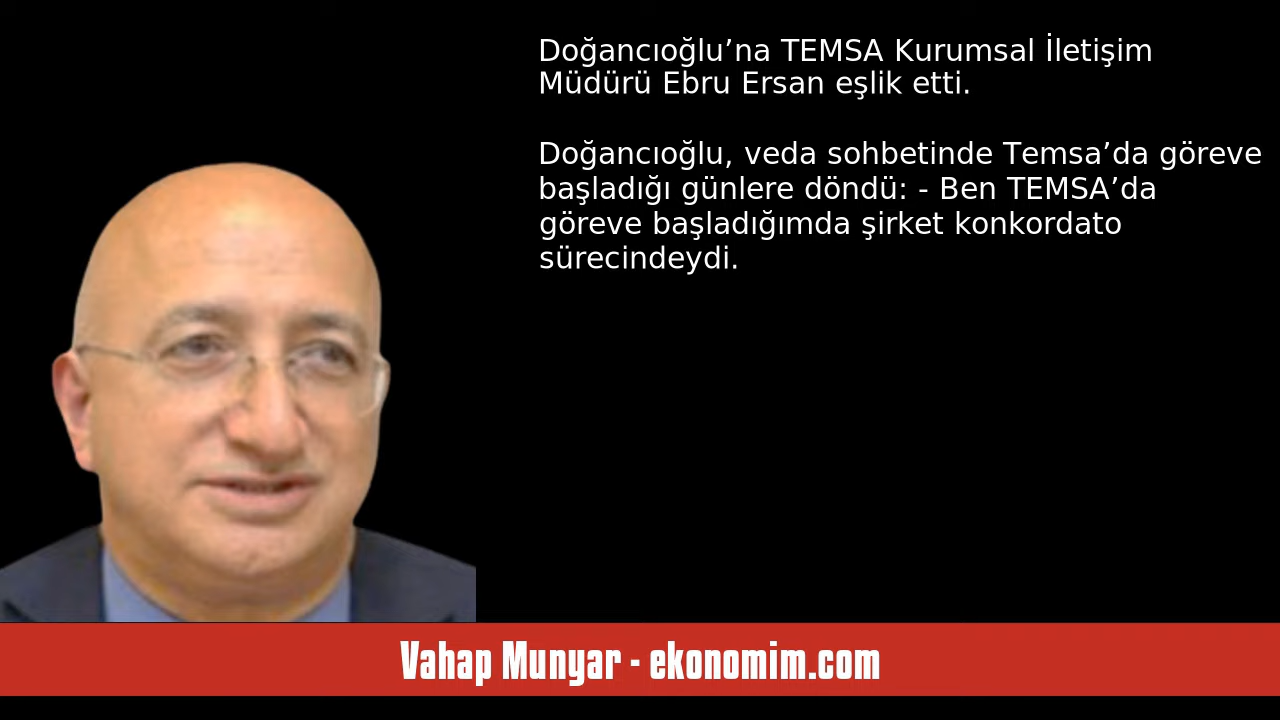 Doğancıoğlu’na TEMSA Kurumsal İletişim
Müdürü Ebru Ersan eşlik etti.
Doğancıoğlu, veda sohbetinde Temsa’da göreve
başladığı günlere döndü: - Ben TEMSA’da
göreve başladığımda şirket konkordato
sürecindeydi.
Vahap Munyar - ekonomim.com